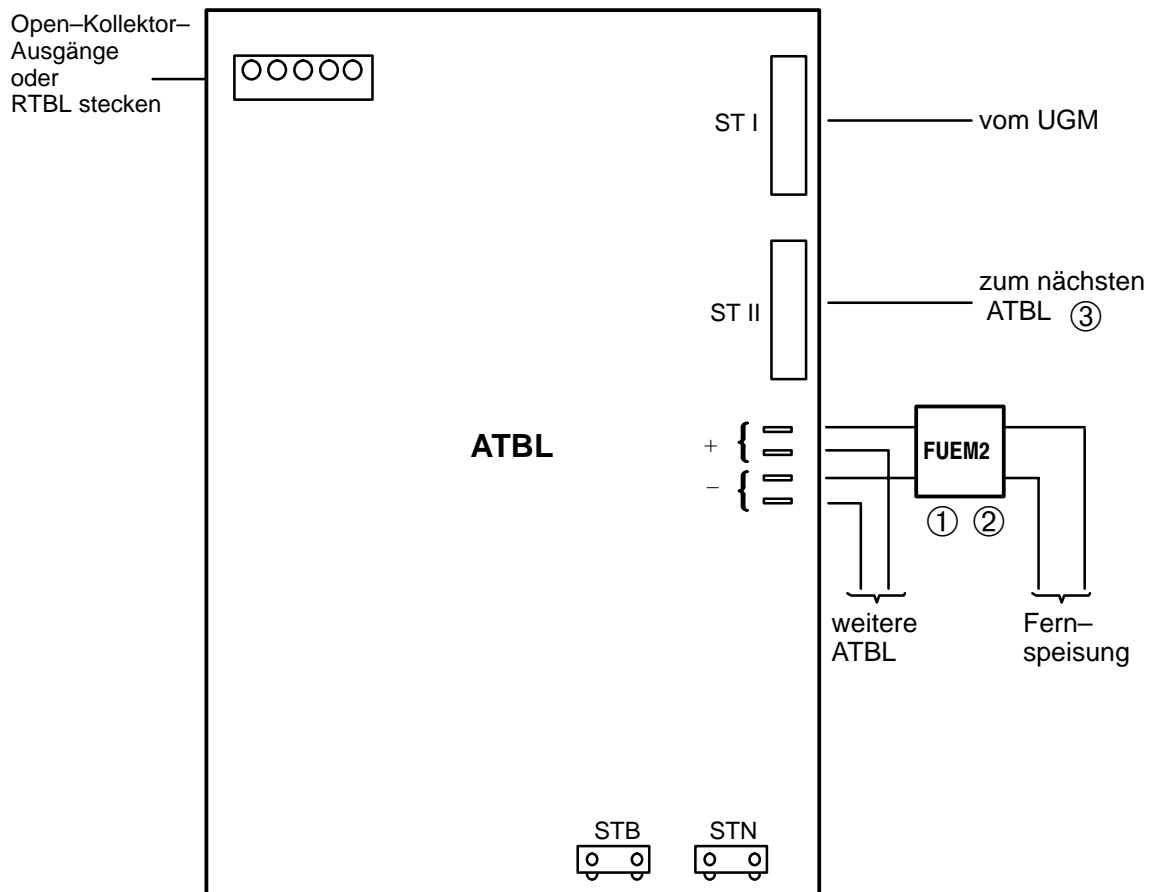 Open–Kollektor–
Ausgänge
oder
RTBL stecken
ST I
vom UGM
zum nächsten
ATBL ③
ST II
ATBL
+
–
FUEM2
① ②
weitere
ATBL
Fern–
speisung
STB
STN